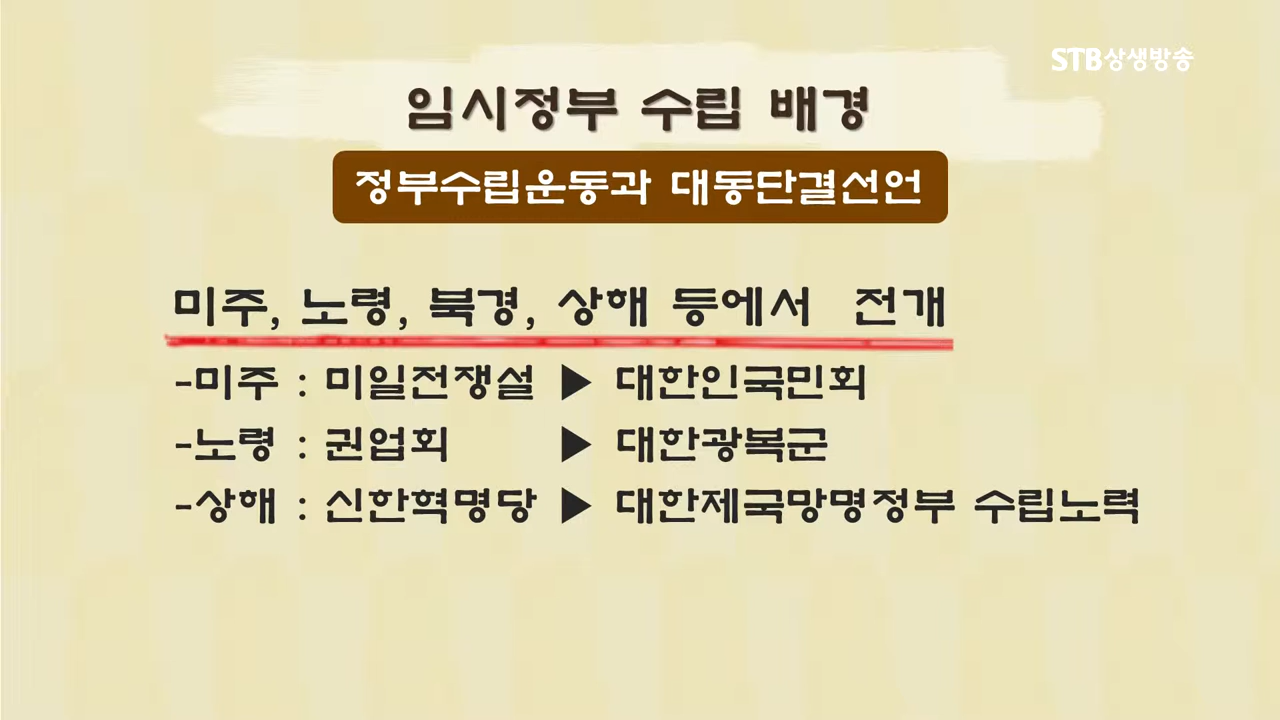 STB상생방송
임시정부 수립 배경
정부수립운동과 대동단결선언
미주, 노령, 북경, 상해 등에서 전개
-미주 : 미일전쟁설 ▶ 대한인국민회
-노령 : 권업회 ▶ 대한광복군
-상해 : 신한혁명당 ▶ 대한제국망명정부 수립노력